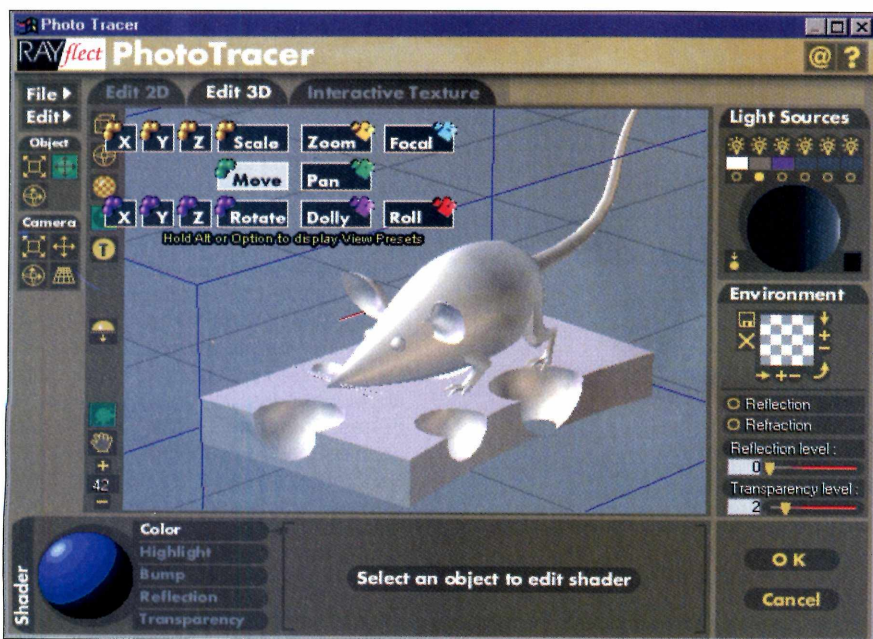 Photo Tracer
RAYflect PhotoTracer
@ ?
File
Edit
Edit 2D Edit 3D Interactive Texture
Object
Camera
X Y Z Scale Zoom Focal
Move Pan
X Y Z Rotate Dolly Roll
Hold Alt or Option to display View Presets
T
+
42
−
Light Sources
Environment
+
−
+ −
Reflection
Refraction
Reflection level :
0
Transparency level :
2
Shader
Color
Highlight
Bump
Reflection
Transparency
Select an object to edit shader
OK
Cancel